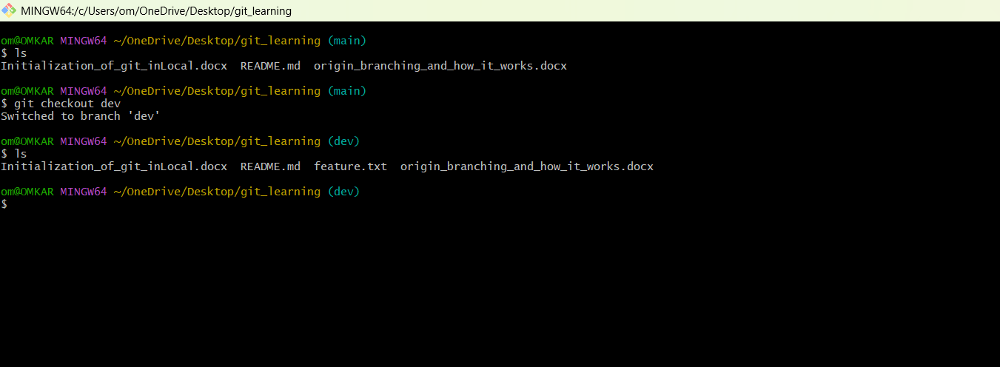 MINGW64:/c/Users/om/OneDrive/Desktop/git_learning
om@OMKAR MINGW64 ~/OneDrive/Desktop/git_learning (main)
$ ls
Initialization_of_git_inLocal.docx  README.md  origin_branching_and_how_it_works.docx
om@OMKAR MINGW64 ~/OneDrive/Desktop/git_learning (main)
$ git checkout dev
Switched to branch 'dev'
om@OMKAR MINGW64 ~/OneDrive/Desktop/git_learning (dev)
$ ls
Initialization_of_git_inLocal.docx  README.md  feature.txt  origin_branching_and_how_it_works.docx
om@OMKAR MINGW64 ~/OneDrive/Desktop/git_learning (dev)
$